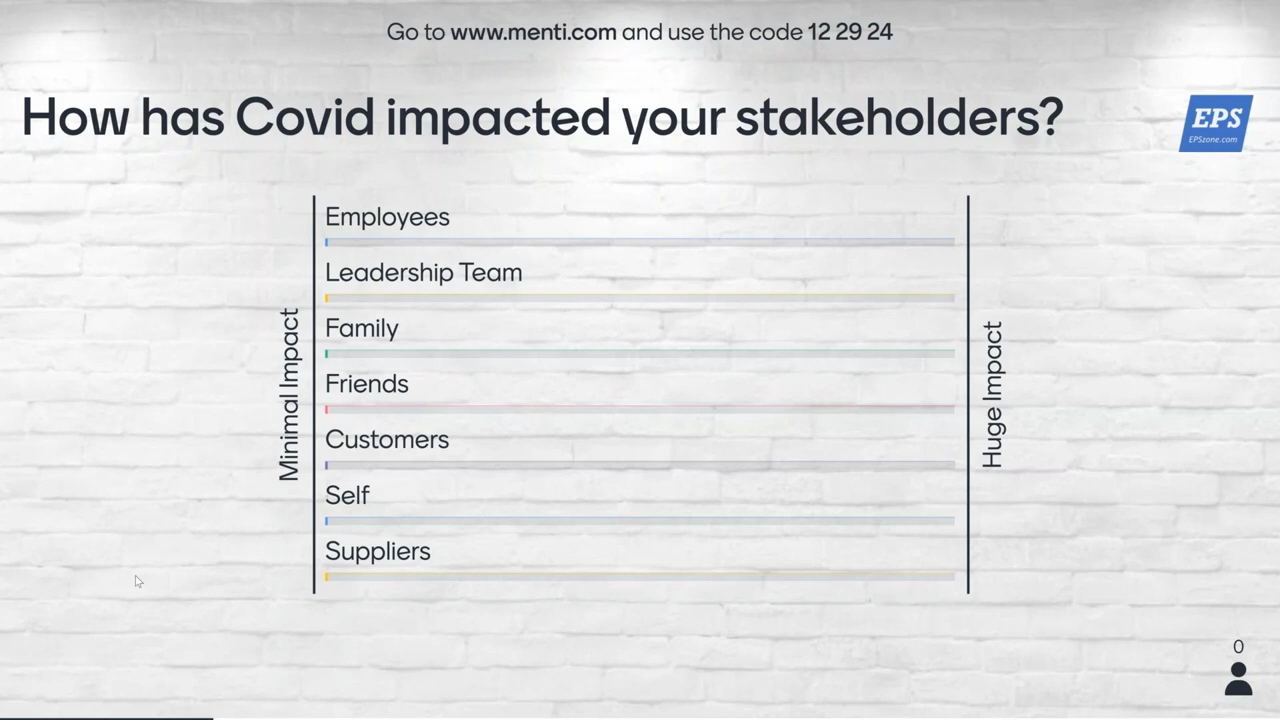 Go to www.menti.com and use the code 12 29 24
How has Covid impacted your stakeholders?
EPS
EPSzone.com
Minimal Impact
Employees
Leadership Team
Family
Friends
Customers
Self
Suppliers
Huge Impact
0